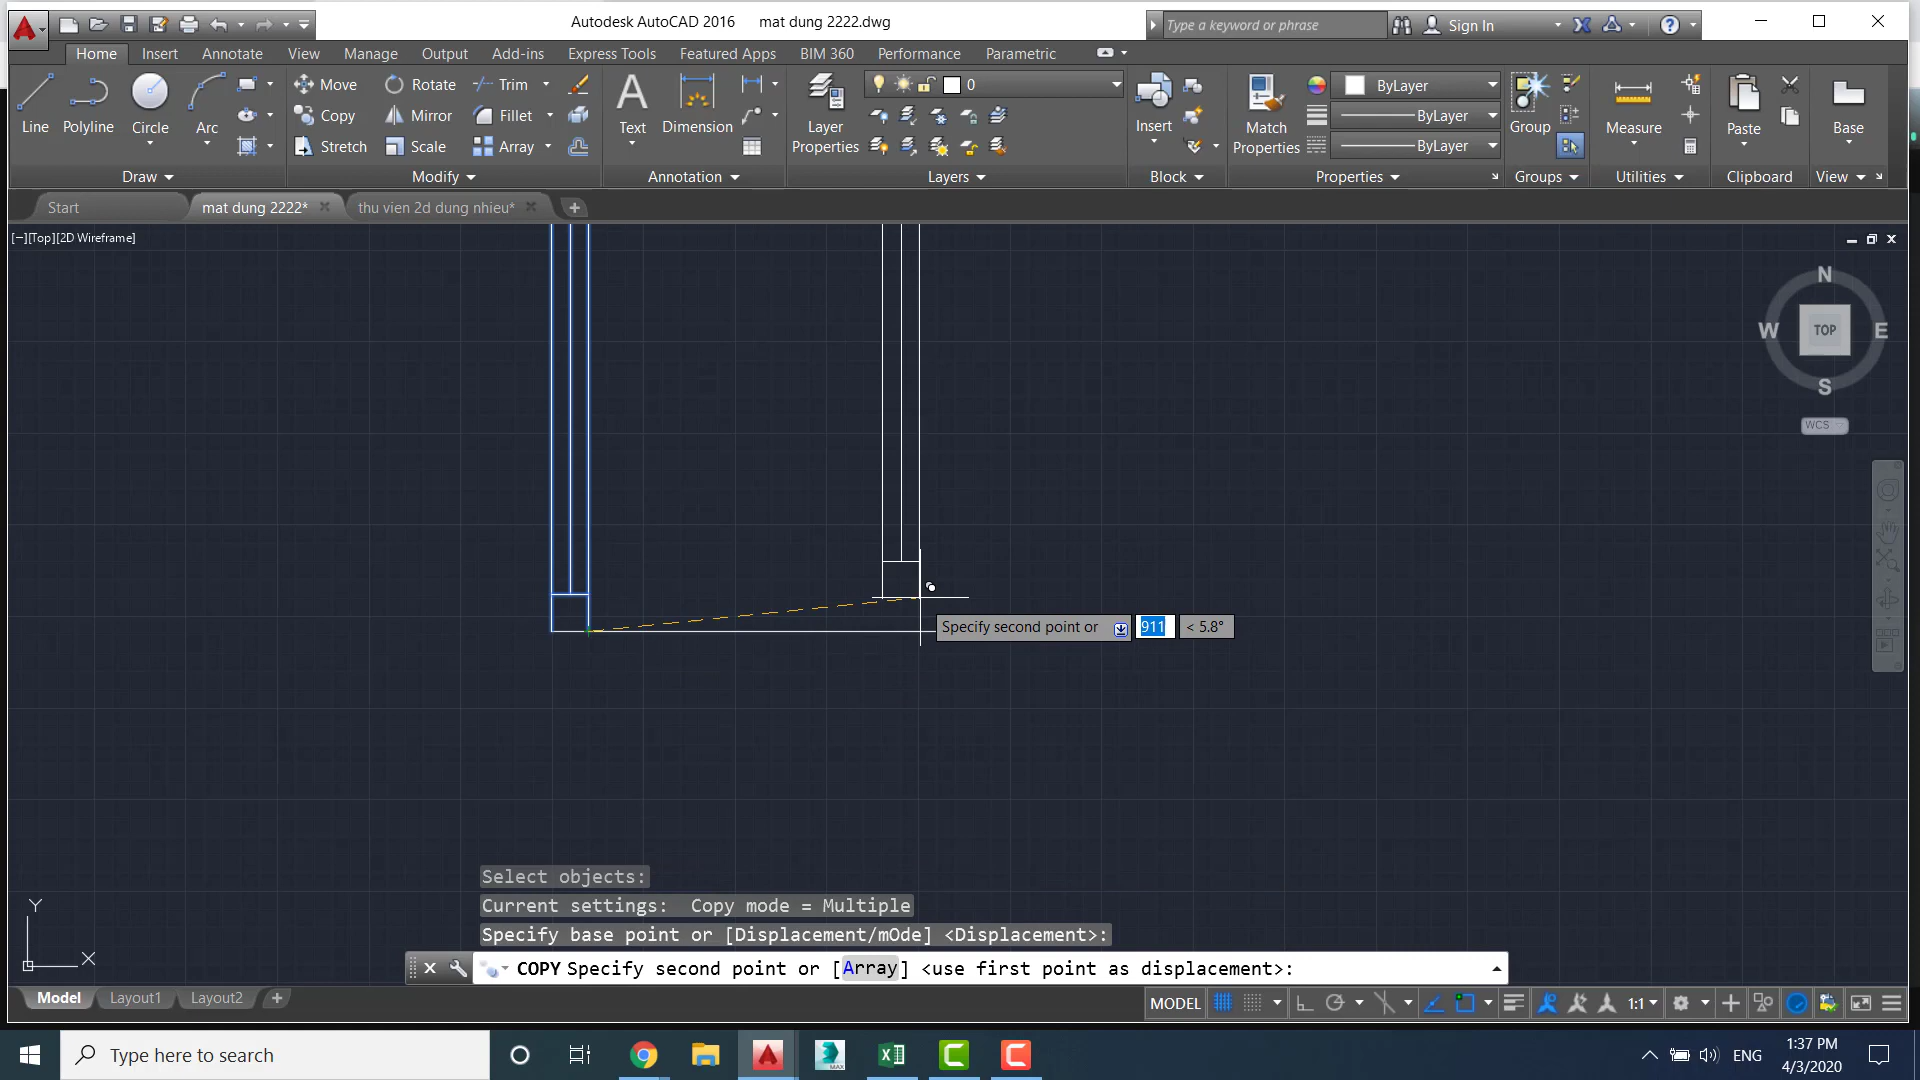 Autodesk AutoCAD 2016 mat dung 2222.dwg
Type a keyword or phrase
Sign In
Home Insert Annotate View Manage Output Add-ins Express Tools Featured Apps BIM 360 Performance Parametric
Line Polyline Circle Arc
Move Rotate Trim
Copy Mirror Fillet
Stretch Scale Array
Text Dimension
Layer Properties
0
Insert
Match Properties
ByLayer
ByLayer
ByLayer
Group
Measure
Paste
Base
Draw Modify Annotation Layers Block Properties Groups Utilities Clipboard View
Start mat dung 2222* thu vien 2d dung nhieu*
[−][Top][2D Wireframe]
N
W TOP E
S
WCS
Specify second point or 911 < 5.8°
Select objects:
Current settings: Copy mode = Multiple
Specify base point or [Displacement/mOde] <Displacement>:
COPY Specify second point or [Array] <use first point as displacement>:
Y
X
Model Layout1 Layout2
MODEL 1:1
Type here to search
MAX
ENG
1:37 PM
4/3/2020